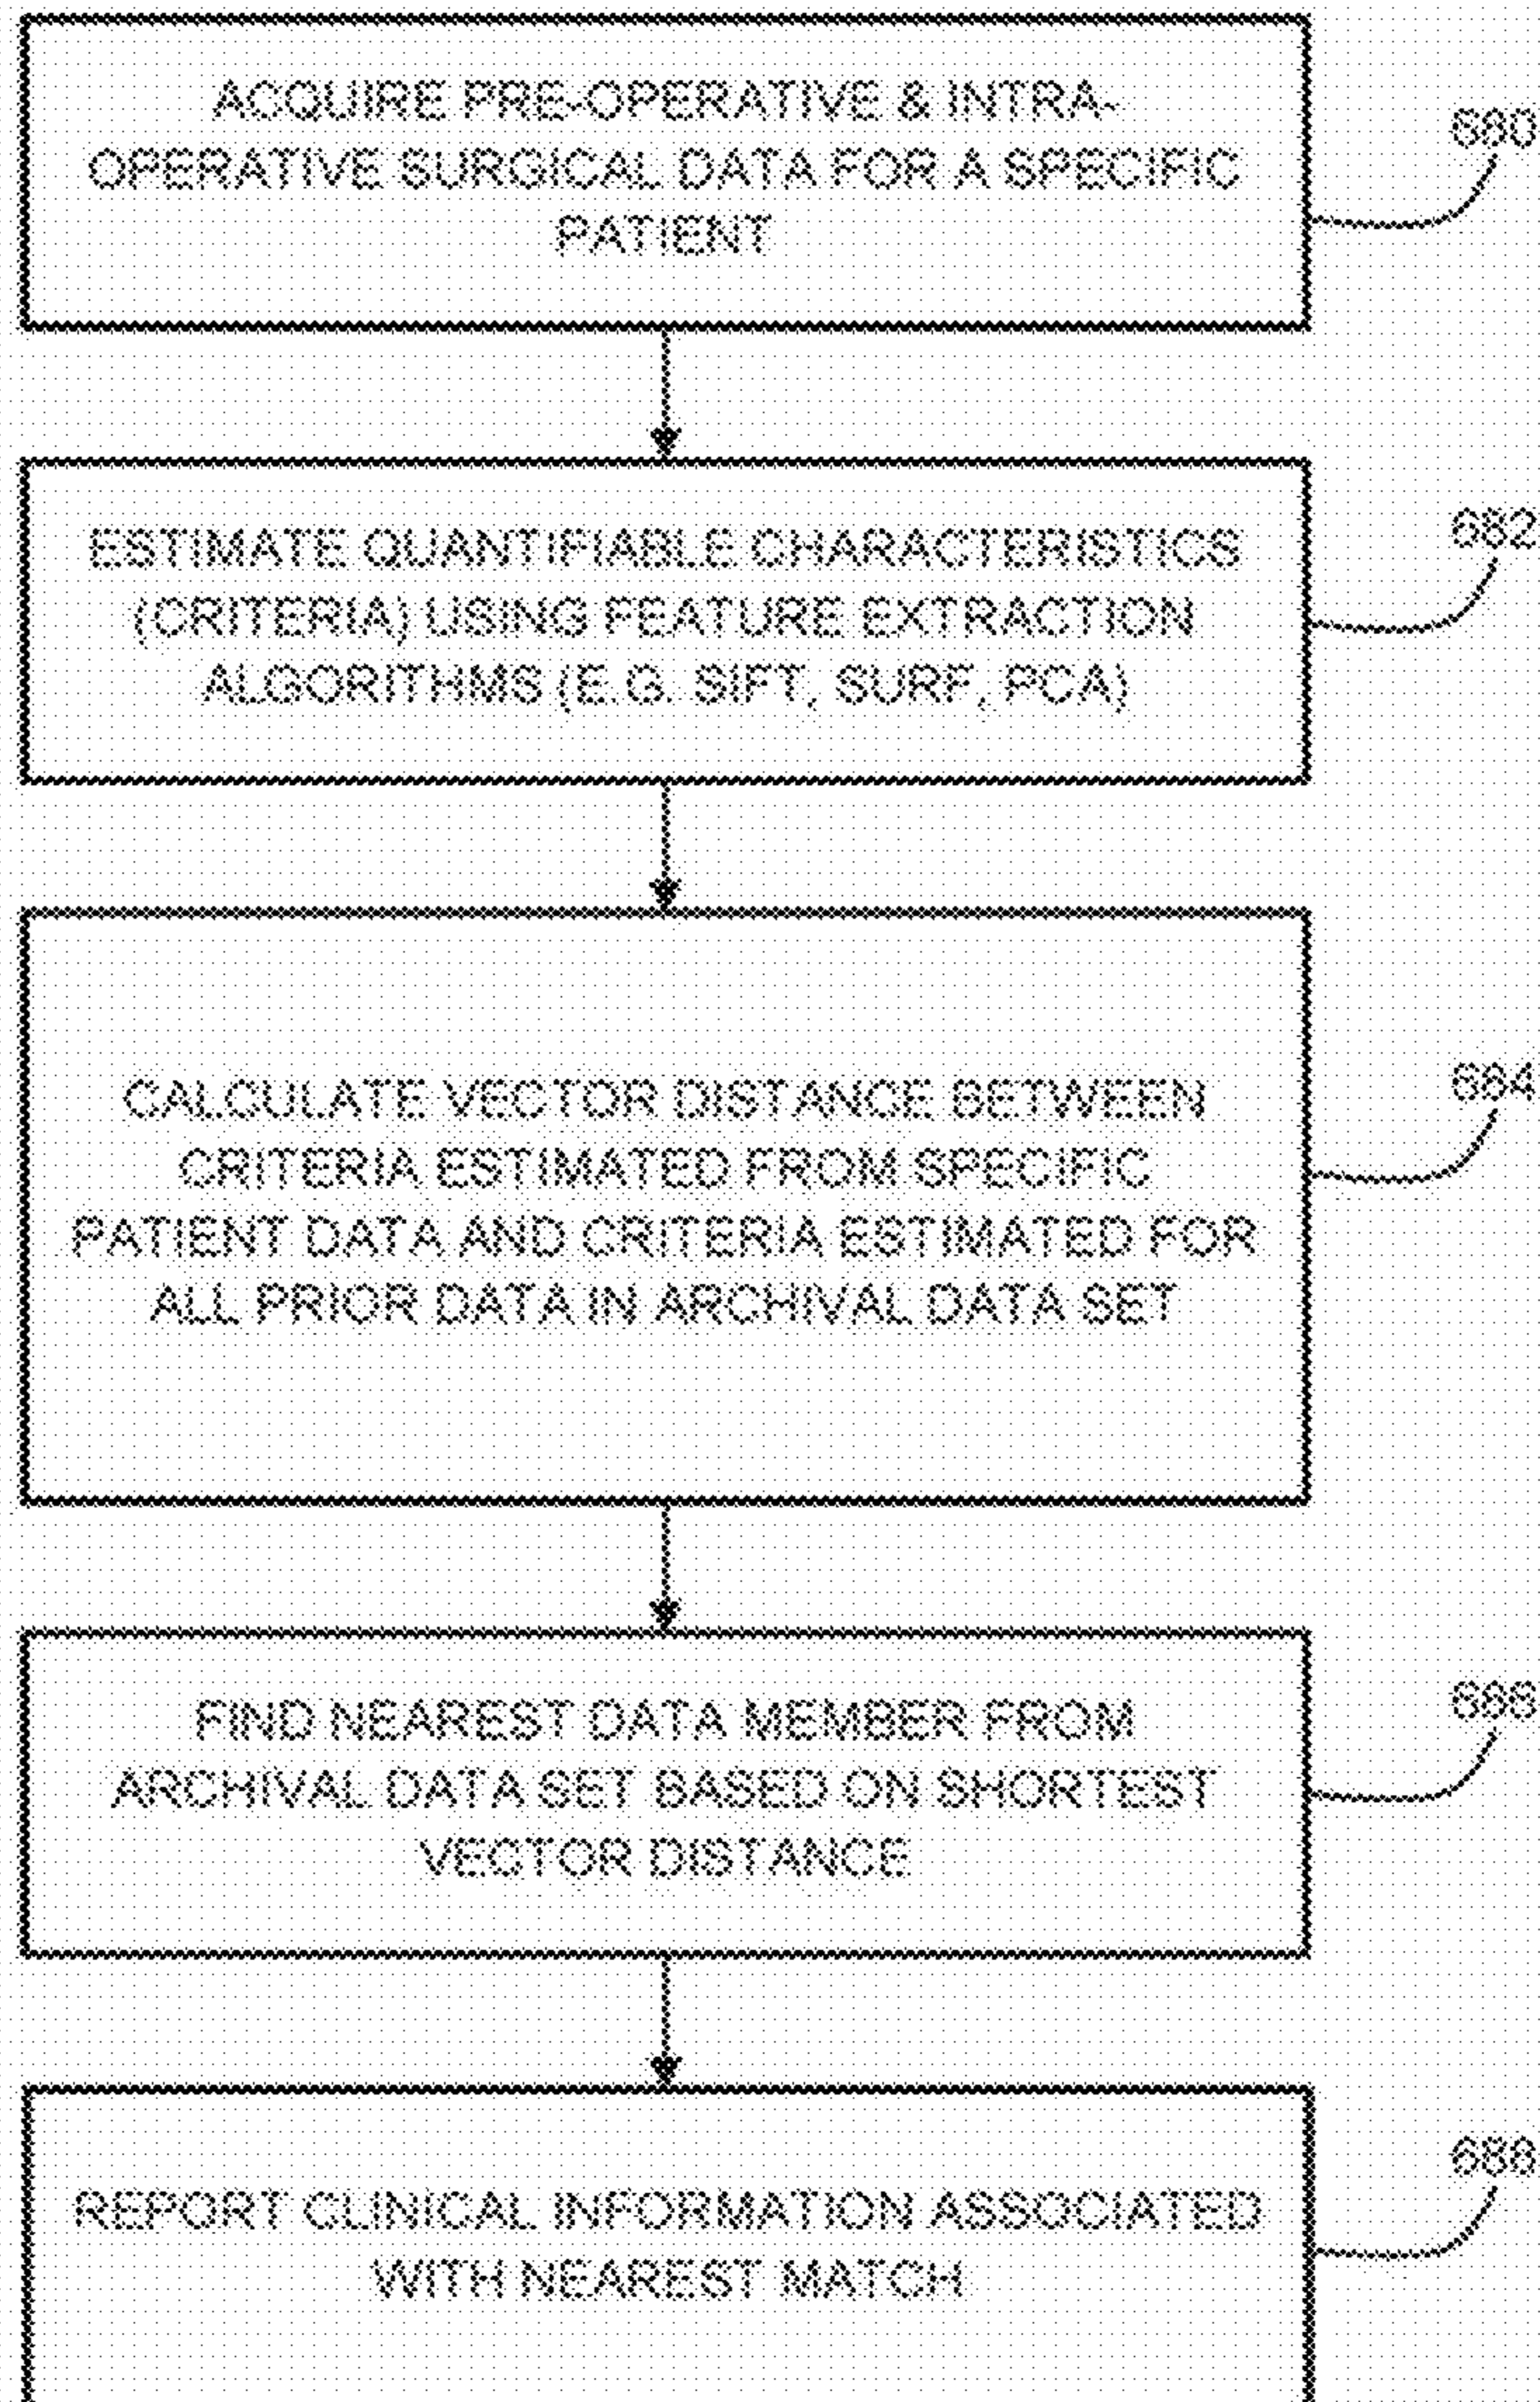 ACQUIRE PRE-OPERATIVE & INTRA-
OPERATIVE SURGICAL DATA FOR A SPECIFIC
PATIENT
680
ESTIMATE QUANTIFIABLE CHARACTERISTICS
(CRITERIA) USING FEATURE EXTRACTION
ALGORITHMS (E.G. SIFT, SURF, PCA)
682
CALCULATE VECTOR DISTANCE BETWEEN
CRITERIA ESTIMATED FROM SPECIFIC
PATIENT DATA AND CRITERIA ESTIMATED FOR
ALL PRIOR DATA IN ARCHIVAL DATA SET
684
FIND NEAREST DATA MEMBER FROM
ARCHIVAL DATA SET BASED ON SHORTEST
VECTOR DISTANCE
REPORT CLINICAL INFORMATION ASSOCIATED
WITH NEAREST MATCH